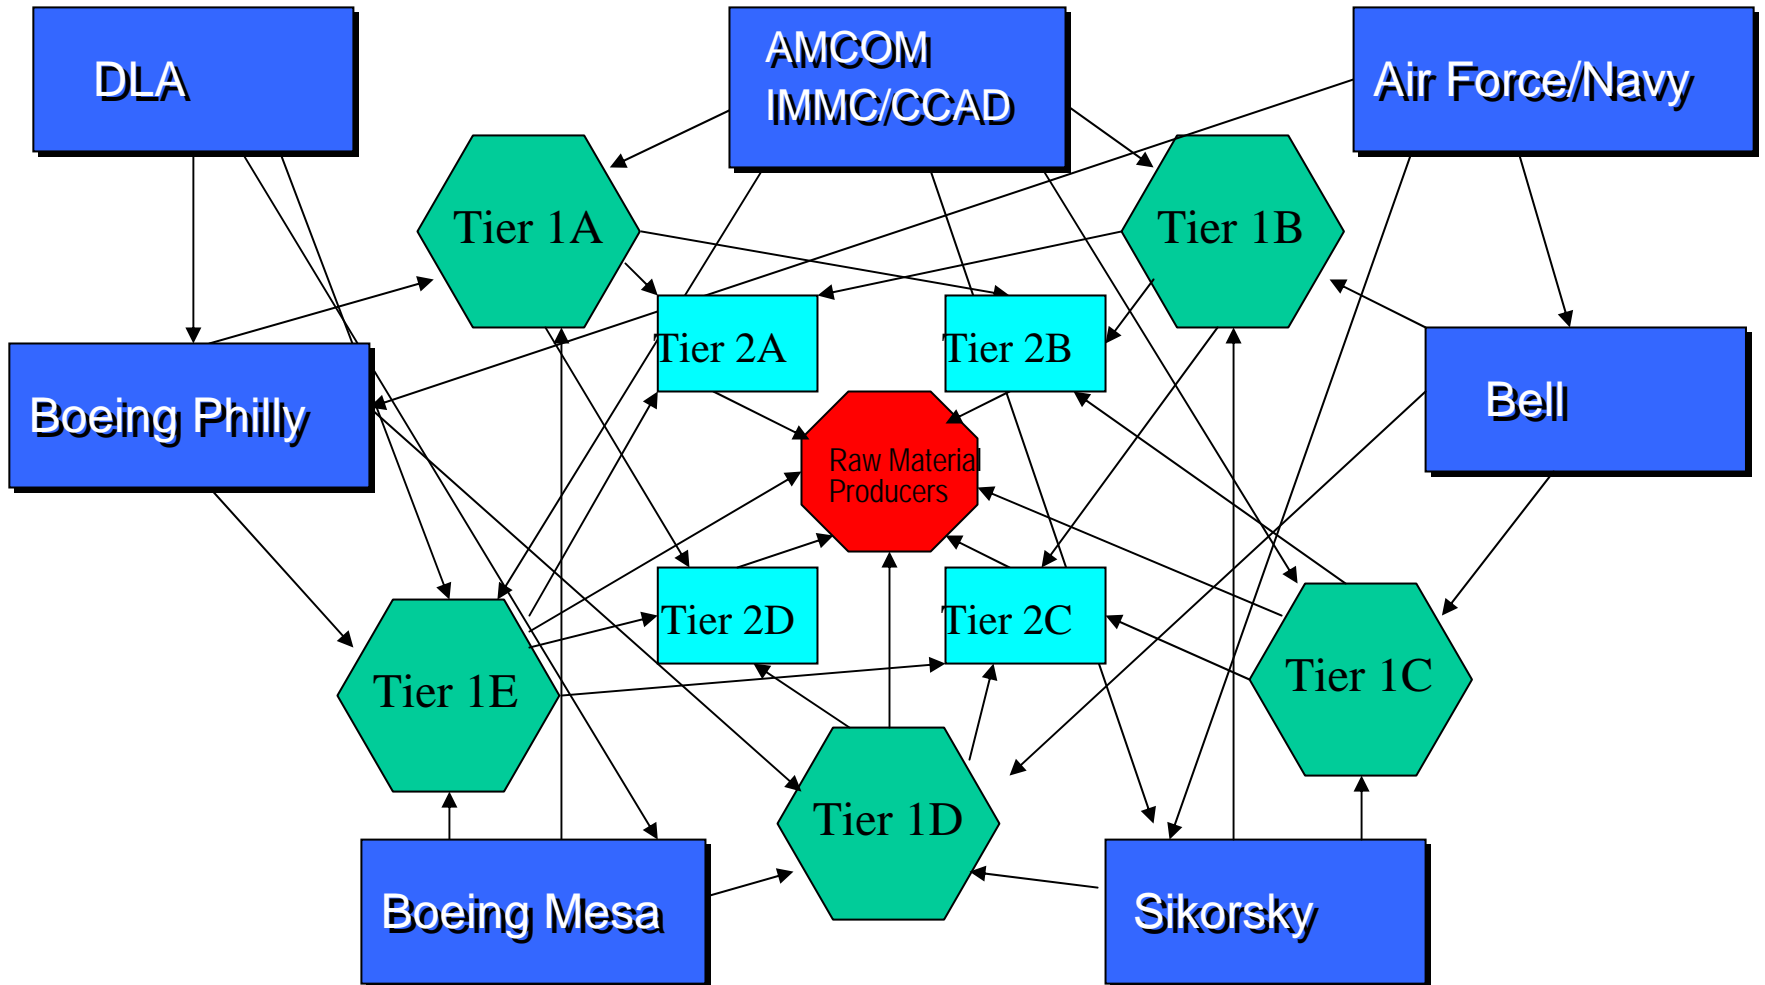 DLA
AMCOM
IMMC/CCAD
Air Force/Navy
Tier 1A
Tier 1B
Tier 2A
Tier 2B
Boeing Philly
Bell
Raw Material
Producers
Tier 2D
Tier 2C
Tier 1E
Tier 1C
Tier 1D
Boeing Mesa
Sikorsky